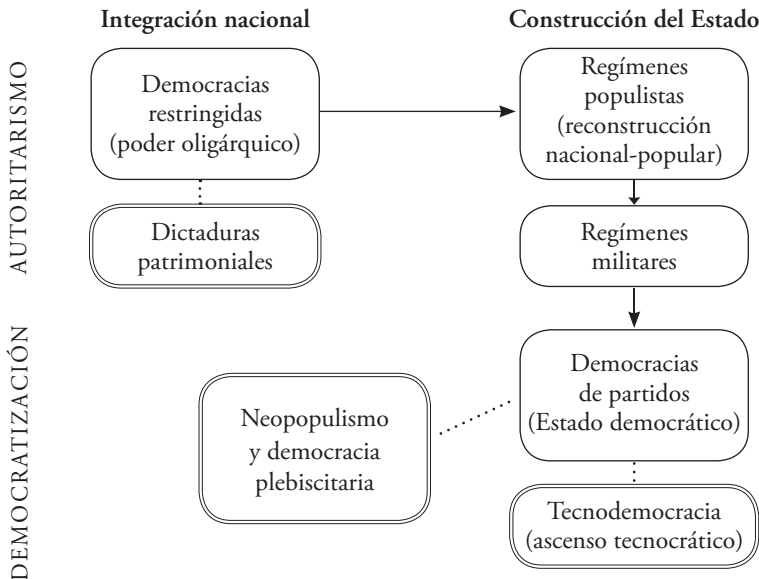 Integración nacional
Construcción del Estado
AUTORITARISMO
Democracias
restringidas
(poder oligárquico)
Regímenes
populistas
(reconstrucción
nacional-popular)
Dictaduras
patrimoniales
Regímenes
militares
DEMOCRATIZACIÓN
Neopopulismo
y democracia
plebiscitaria
Democracias
de partidos
(Estado democrático)
Tecnodemocracia
(ascenso tecnocrático)